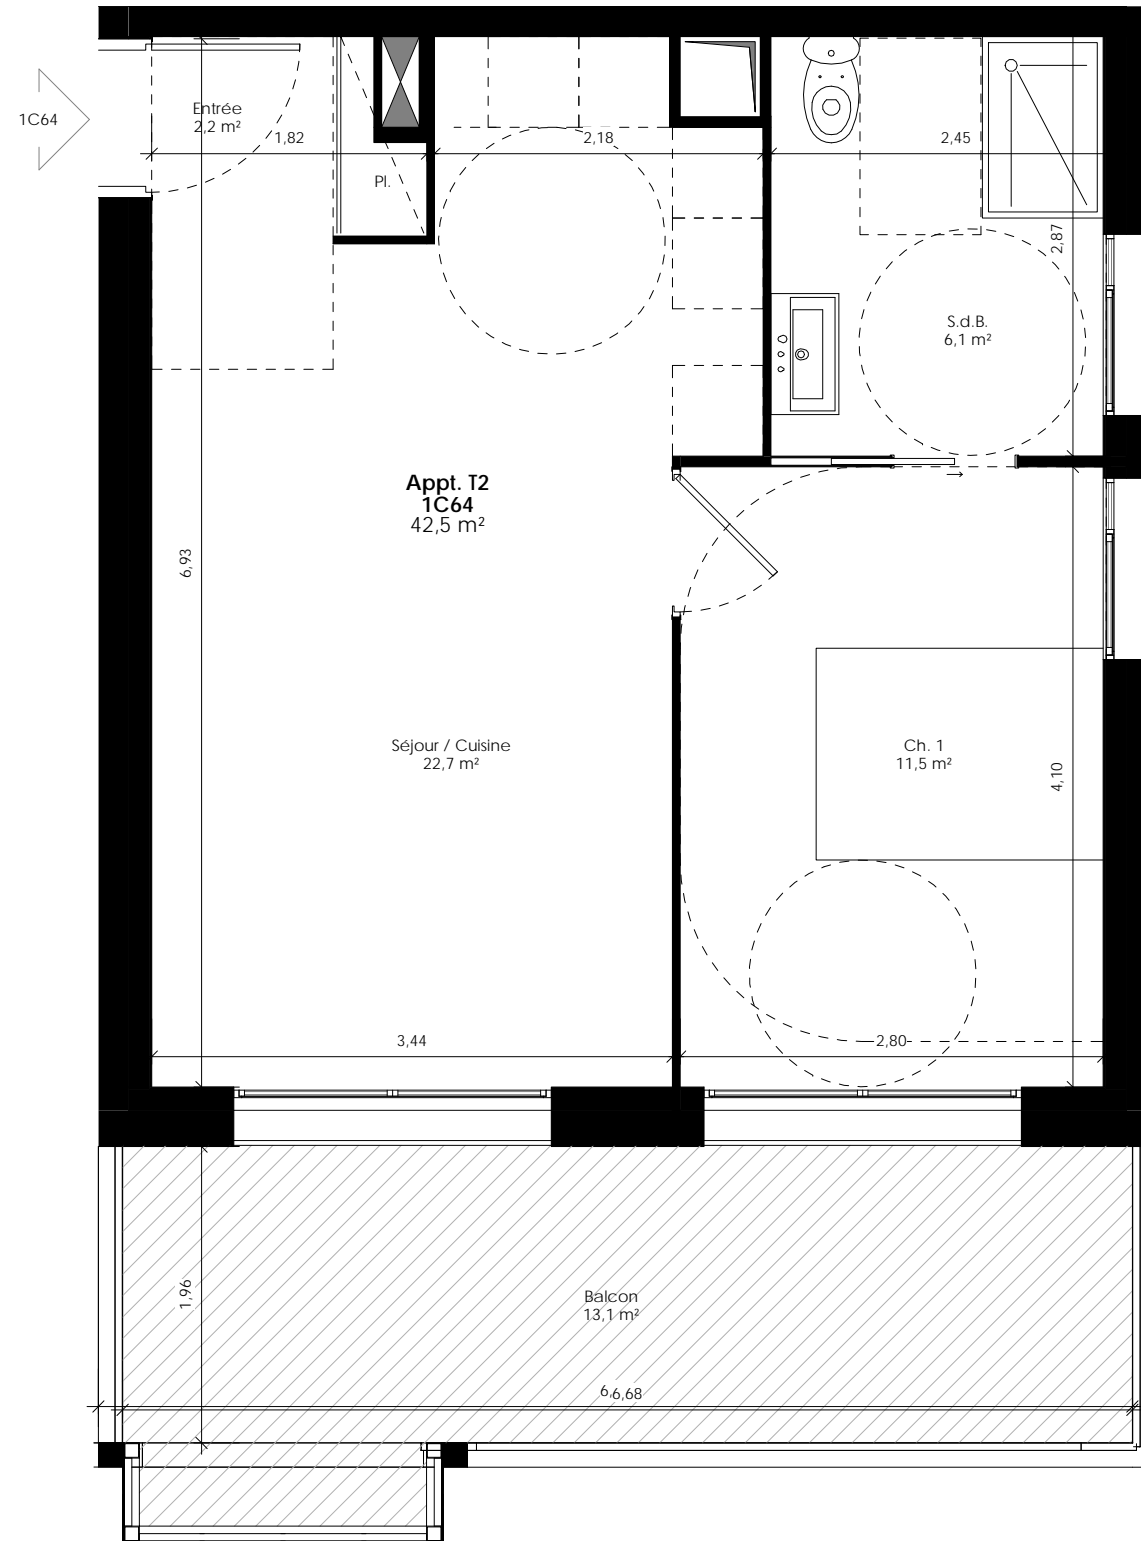 1C64
Entrée
2,2 m²
1,82
2,18
2,45
Pl.
2,87
S.d.B.
6,1 m²
Appt. T2
1C64
42,5 m²
6,93
Séjour / Cuisine
22,7 m²
Ch. 1
11,5 m²
4,10
3,44
2,80
1,96
Balcon
13,1 m²
6,68